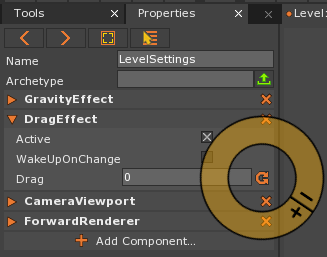 Tools Properties Level:
Name LevelSettings
Archetype
GravityEffect
DragEffect
Active
WakeUpOnChange
Drag 0
CameraViewport
ForwardRenderer
Add Component...